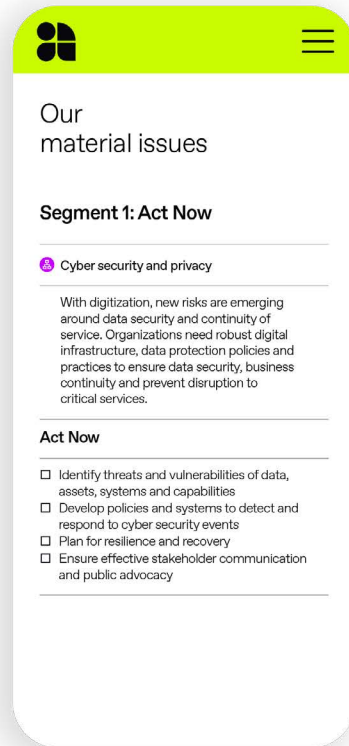 Our
material issues
Segment 1: Act Now
Cyber security and privacy
With digitization, new risks are emerging
around data security and continuity of
service. Organizations need robust digital
infrastructure, data protection policies and
practices to ensure data security, business
continuity and prevent disruption to
critical services.
Act Now
Identify threats and vulnerabilities of data,
assets, systems and capabilities
Develop policies and systems to detect and
respond to cyber security events
Plan for resilience and recovery
Ensure effective stakeholder communication
and public advocacy